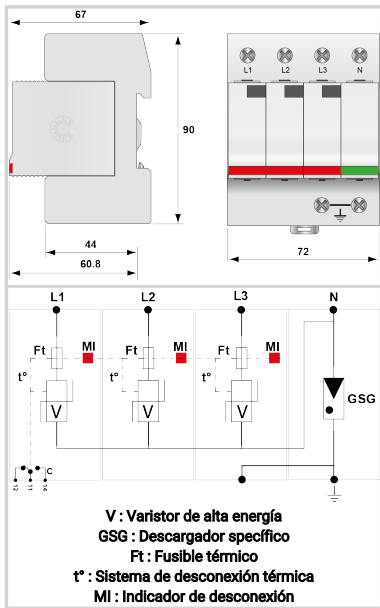 67
90
44
60.8
L1 L2 L3 N
72
L1 L2 L3 N
Ft MI Ft MI Ft MI
t° t° t°
V V V GSG
C
12 11 14
V : Varistor de alta energía
GSG : Descargador specífico
Ft : Fusible térmico
t° : Sistema de desconexión térmica
MI : Indicador de desconexión